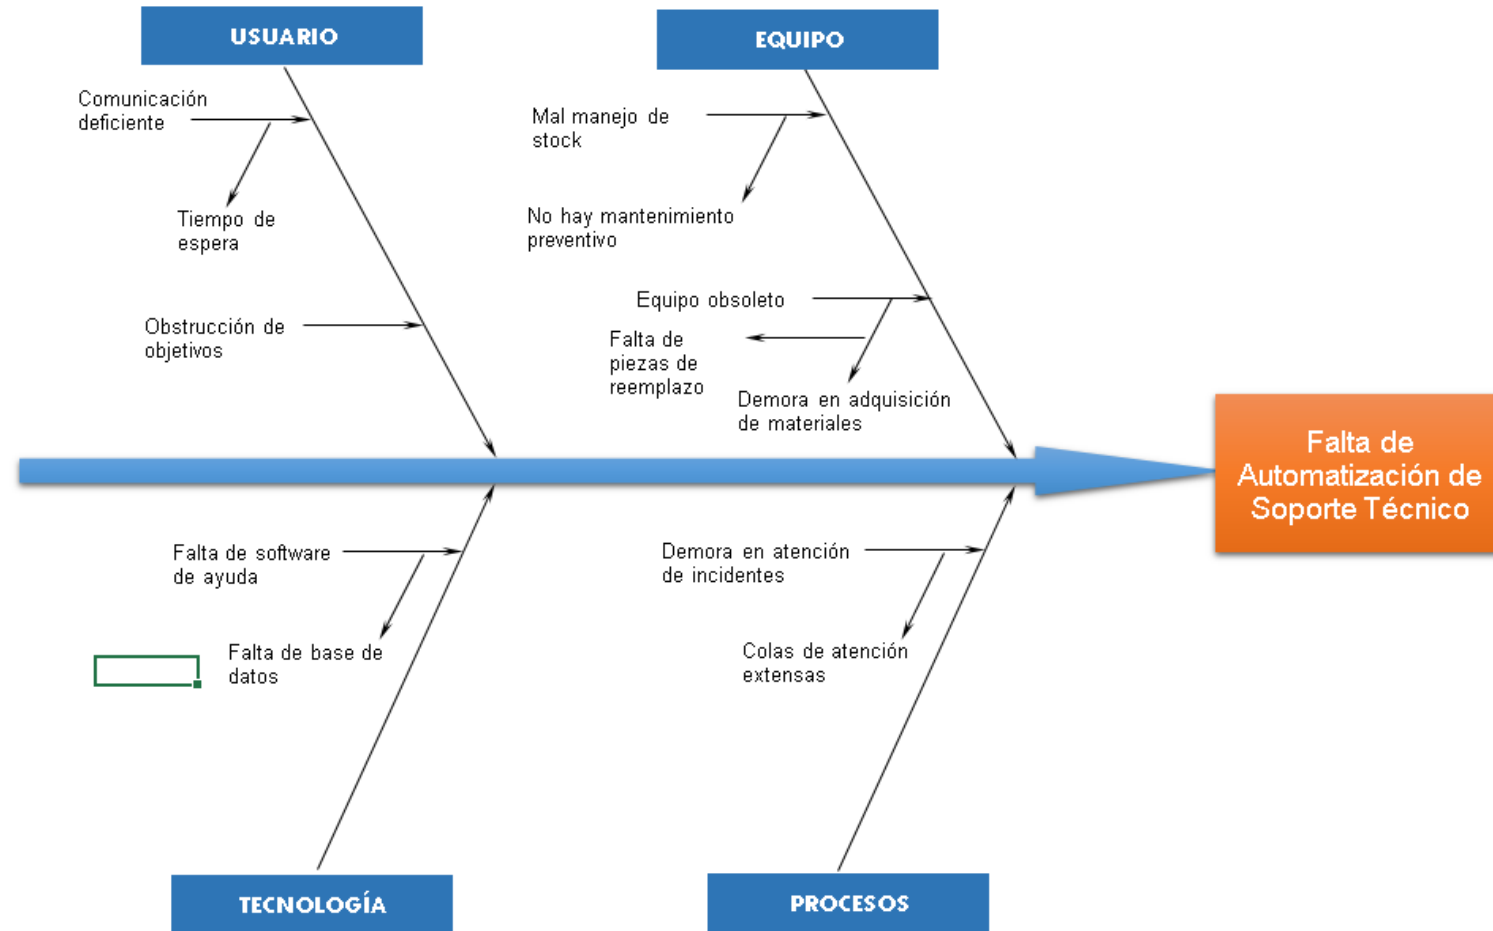 USUARIO
EQUIPO
Comunicación
deficiente
Mal manejo de
stock
Tiempo de
espera
No hay mantenimiento
preventivo
Equipo obsoleto
Obstrucción de
objetivos
Falta de
piezas de
reemplazo
Demora en adquisición
de materiales
Falta de
Automatización de
Soporte Técnico
Falta de software
de ayuda
Demora en atención
de incidentes
Falta de base de
datos
Colas de atención
extensas
TECNOLOGÍA
PROCESOS